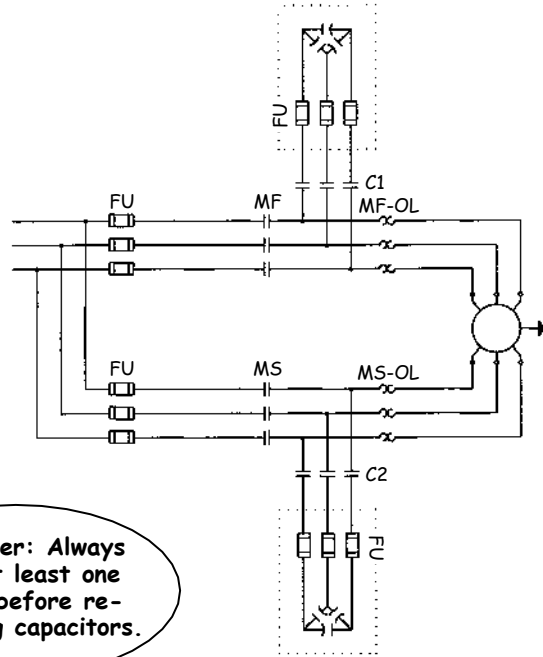 FU
FU
MF
C1
MF-OL
FU
MS
MS-OL
C2
FU
er: Always
least one
before re-
capacitors.